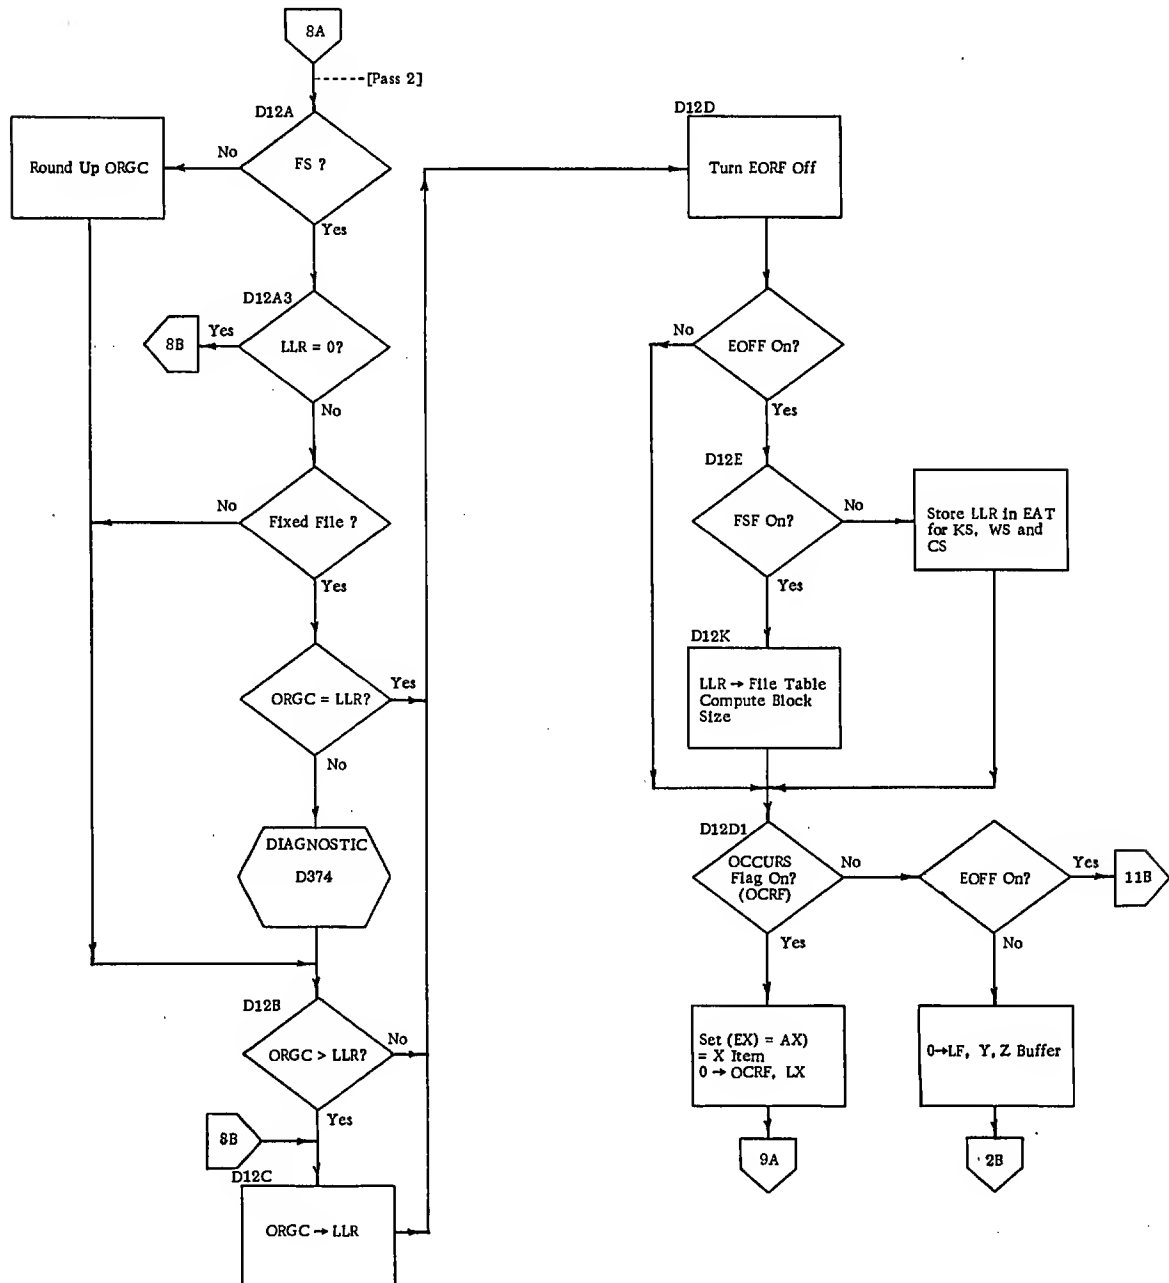 8A
[Pass 2]
D12A
FS ?
No
Yes
Round Up ORGC
D12A3
LLR = 0?
Yes
8B
No
Fixed File ?
No
Yes
ORGC = LLR?
Yes
No
DIAGNOSTIC
D374
D12B
ORGC > LLR?
No
Yes
8B
D12C
ORGC → LLR
D12D
Turn EORF Off
EOFF On?
No
Yes
D12E
FSF On?
No
Yes
Store LLR in EAT
for KS, WS and
CS
D12K
LLR → File Table
Compute Block
Size
D12D1
OCCURS
Flag On?
(OCRF)
No
Yes
EOFF On?
Yes
11B
No
Set (EX) = AX)
= X Item
0 → OCRF, LX
9A
0→LF, Y, Z Buffer
2B